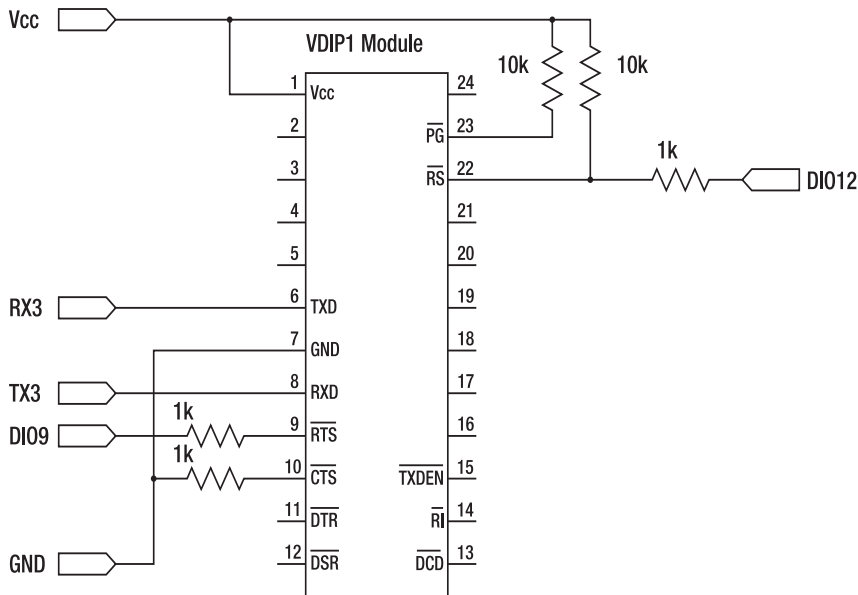 Vcc
VDIP1 Module
10k 10k
1 Vcc 24
2 PG 23
1k
3 RS 22 DIO12
4 21
5 20
RX3 6 TXD 19
7 GND 18
TX3 8 RXD 17
1k
DIO9 9 RTS 16
1k
10 CTS TXDEN 15
11 DTR RI 14
GND 12 DSR DCD 13